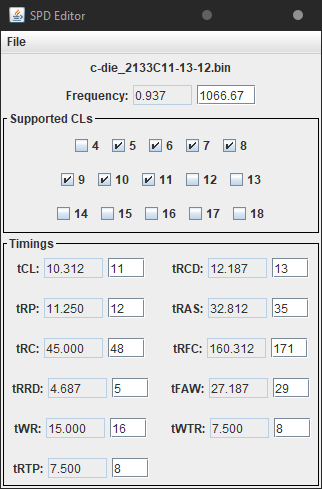 SPD Editor
File
c-die_2133C11-13-12.bin
Frequency: 0.937 1066.67
Supported CLs
4 5 6 7 8
9 10 11 12 13
14 15 16 17 18
Timings
tCL: 10.312 11 tRCD: 12.187 13
tRP: 11.250 12 tRAS: 32.812 35
tRC: 45.000 48 tRFC: 160.312 171
tRRD: 4.687 5 tFAW: 27.187 29
tWR: 15.000 16 tWTR: 7.500 8
tRTP: 7.500 8